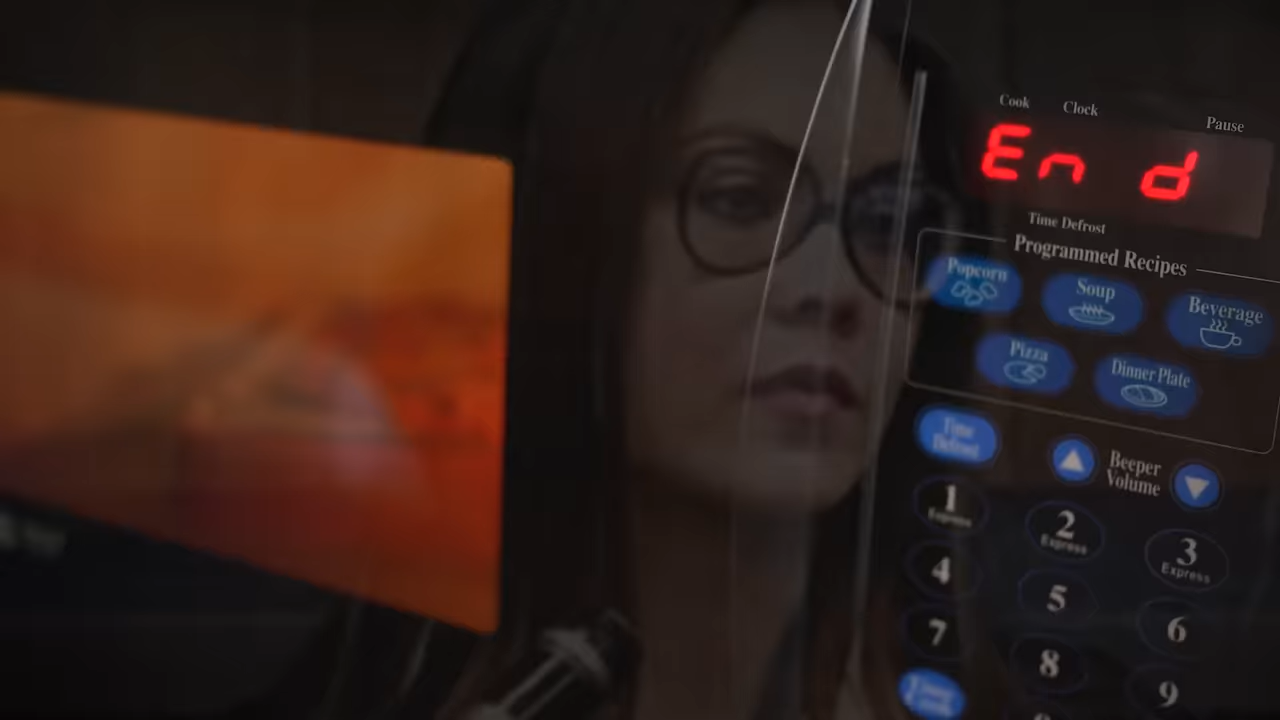 Cook Clock Pause
End
Time Defrost
Programmed Recipes
Popcorn Soup Beverage
Pizza Dinner Plate
Time Defrost
Beeper Volume
1 Express 2 Express 3 Express
4 5 6
7 8 9